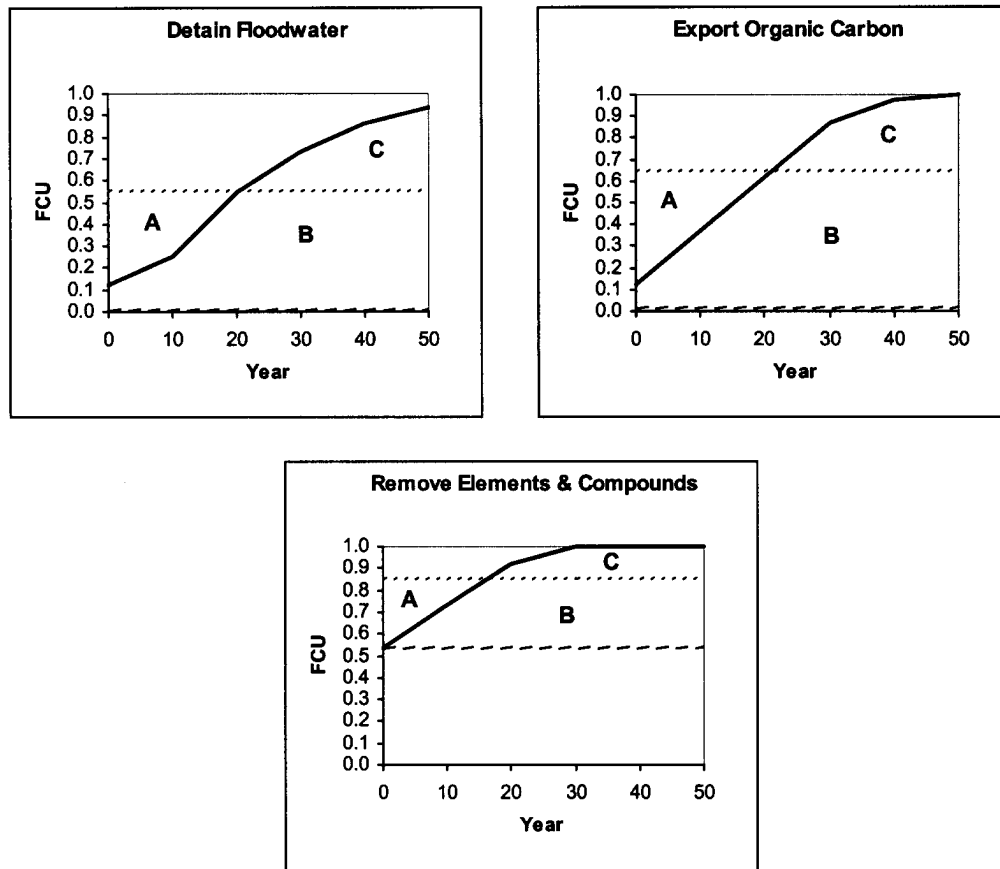 Detain Floodwater
1.0
0.9
0.8
0.7
0.6
0.5
0.4
0.3
0.2
0.1
0.0
FCU
A
B
C
0 10 20 30 40 50
Year
Export Organic Carbon
1.0
0.9
0.8
0.7
0.6
0.5
0.4
0.3
0.2
0.1
0.0
FCU
A
B
C
0 10 20 30 40 50
Year
Remove Elements & Compounds
1.0
0.9
0.8
0.7
0.6
0.5
0.4
0.3
0.2
0.1
0.0
FCU
A
B
C
0 10 20 30 40 50
Year